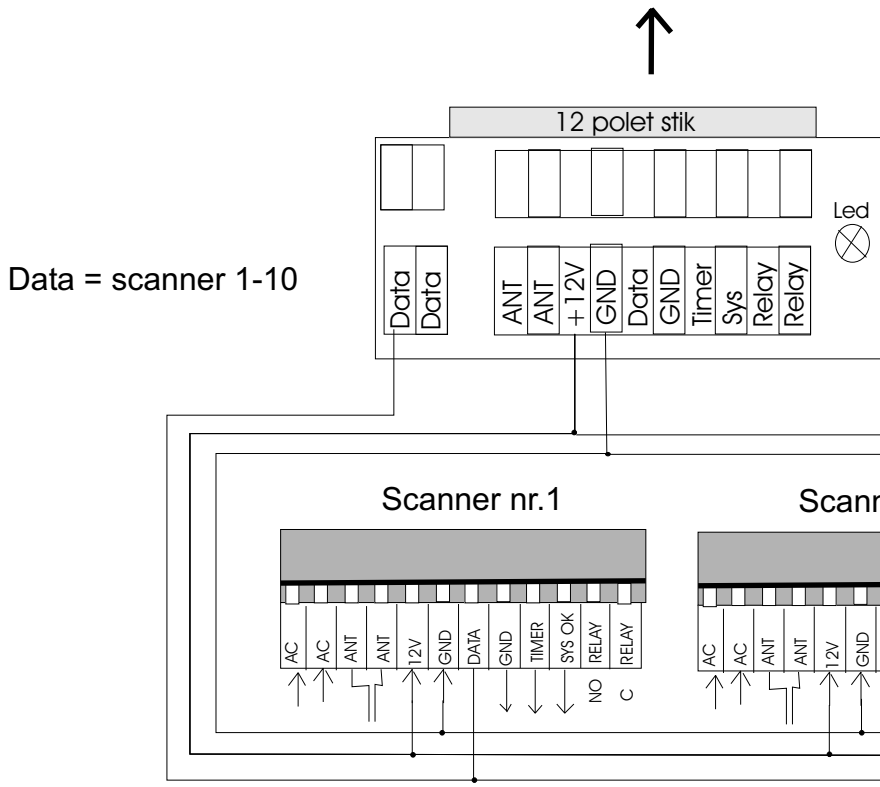 12 polet stik
Led
Data = scanner 1-10
Data
Data
ANT
ANT
+12V
GND
Data
GND
Timer
Sys
Relay
Relay
Scanner nr.1
Scann
AC
AC
ANT
ANT
12V
GND
DATA
GND
TIMER
SYS OK
RELAY
RELAY
NO
C
AC
AC
ANT
ANT
12V
GND